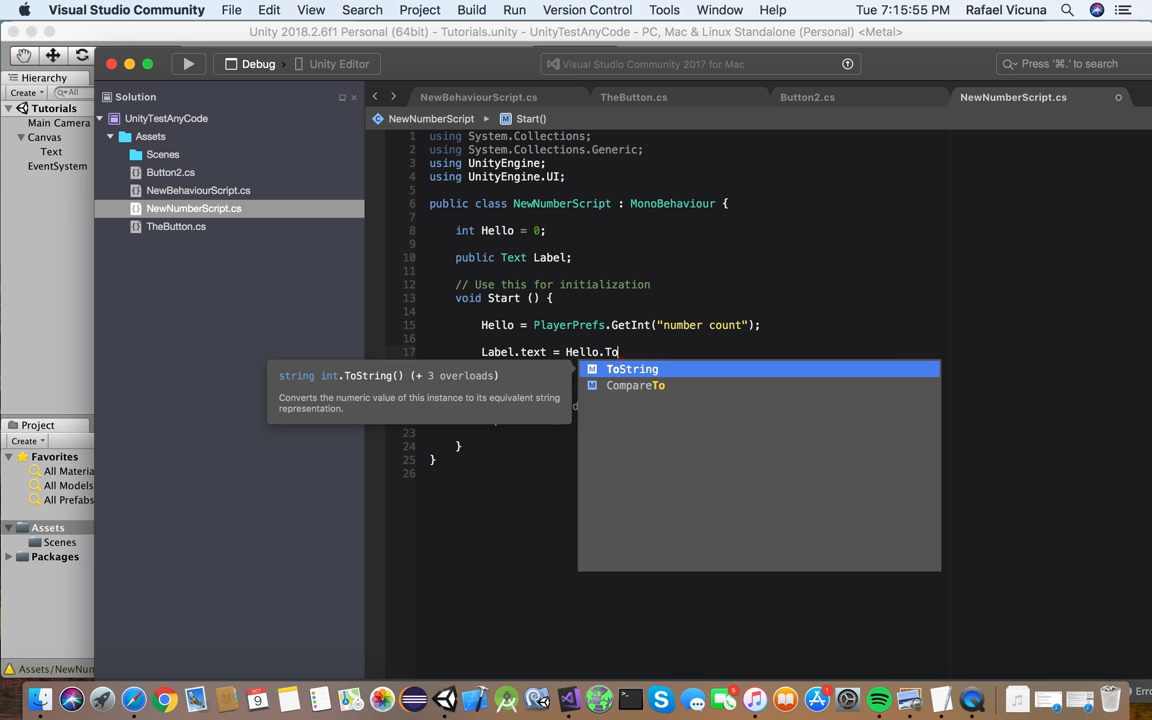 Visual Studio Community File Edit View Search Project Build Run Version Control Tools Window Help Tue 7:15:55 PM Rafael Vicuna
Unity 2018.2.6f1 Personal (64bit) - Tutorials.unity - UnityTestAnyCode - PC, Mac & Linux Standalone (Personal) <Metal>
Debug Unity Editor Visual Studio Community 2017 for Mac Press '⌘.' to search
Hierarchy
Create All
Tutorials
Main Camera
Canvas
Text
EventSystem
Project
Create
Favorites
All Materia
All Models
All Prefabs
Assets
Scenes
Packages
Assets/NewNum
Solution
UnityTestAnyCode
Assets
Scenes
Button2.cs
NewBehaviourScript.cs
NewNumberScript.cs
TheButton.cs
NewBehaviourScript.cs TheButton.cs Button2.cs NewNumberScript.cs
NewNumberScript M Start()
1 using System.Collections;
2 using System.Collections.Generic;
3 using UnityEngine;
4 using UnityEngine.UI;
5
6 public class NewNumberScript : MonoBehaviour {
7
8 int Hello = 0;
9
10 public Text Label;
11
12 // Use this for initialization
13 void Start () {
14
15 Hello = PlayerPrefs.GetInt("number count");
16
17 Label.text = Hello.To
string int.ToString() (+ 3 overloads)
Converts the numeric value of this instance to its equivalent string
representation.
M ToString
M CompareTo
d
23
24 }
25 }
26
OCT
9
5
1
Erro